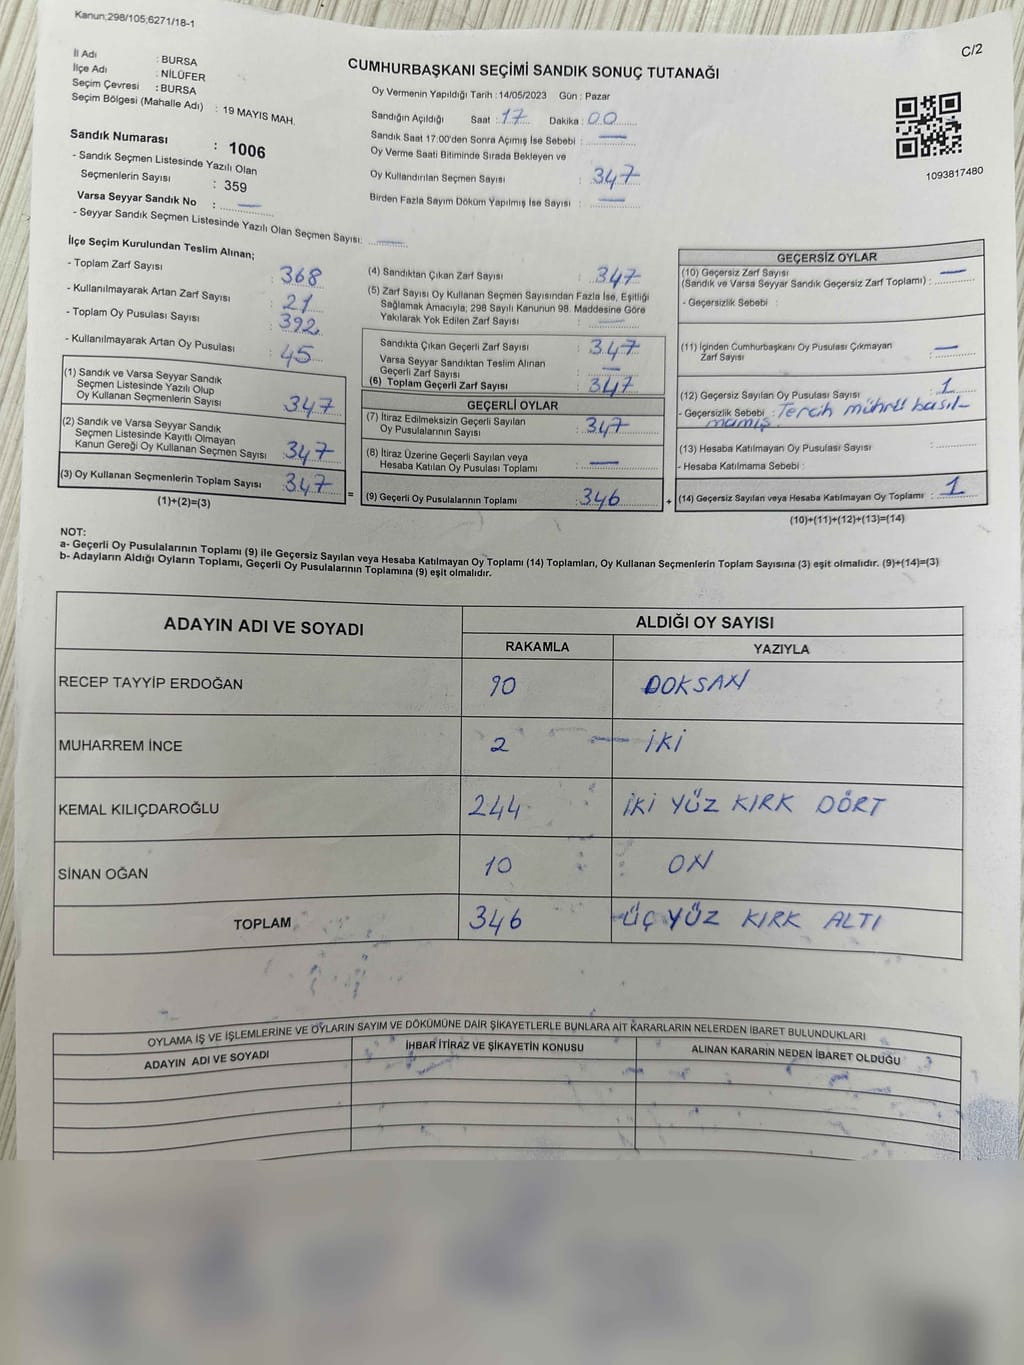 Kanun;298/105;6271/18-1
C/2
İl Adı : BURSA
İlçe Adı : NİLÜFER
Seçim Çevresi : BURSA
Seçim Bölgesi (Mahalle Adı) : 19 MAYIS MAH.
CUMHURBAŞKANI SEÇİMİ SANDIK SONUÇ TUTANAĞI
Oy Vermenin Yapıldığı Tarih : 14/05/2023 Gün : Pazar
Sandığın Açıldığı Saat : 17 Dakika : 00
Sandık Saat 17:00'den Sonra Açımış İse Sebebi : —
Oy Verme Saati Bitiminde Sırada Bekleyen ve
Oy Kullandırılan Seçmen Sayısı : 347
Birden Fazla Sayım Döküm Yapılmış İse Sayısı : —
1093817480
Sandık Numarası : 1006
- Sandık Seçmen Listesinde Yazılı Olan
Seçmenlerin Sayısı : 359
Varsa Seyyar Sandık No : —
- Seyyar Sandık Seçmen Listesinde Yazılı Olan Seçmen Sayısı: —
İlçe Seçim Kurulundan Teslim Alınan;
- Toplam Zarf Sayısı : 368
- Kullanılmayarak Artan Zarf Sayısı : 21
- Toplam Oy Pusulası Sayısı : 392
- Kullanılmayarak Artan Oy Pusulası : 45
(1) Sandık ve Varsa Seyyar Sandık
Seçmen Listesinde Yazılı Olup
Oy Kullanan Seçmenlerin Sayısı : 347
(2) Sandık ve Varsa Seyyar Sandık
Seçmen Listesinde Kayıtlı Olmayan
Kanun Gereği Oy Kullanan Seçmen Sayısı : 347
(3) Oy Kullanan Seçmenlerin Toplam Sayısı : 347
(1)+(2)=(3)
(4) Sandıktan Çıkan Zarf Sayısı : 347
(5) Zarf Sayısı Oy Kullanan Seçmen Sayısından Fazla İse, Eşitliği
Sağlamak Amacıyla; 298 Sayılı Kanunun 98. Maddesine Göre
Yakılarak Yok Edilen Zarf Sayısı : —
Sandıkta Çıkan Geçerli Zarf Sayısı : 347
Varsa Seyyar Sandıktan Teslim Alınan
Geçerli Zarf Sayısı : —
(6) Toplam Geçerli Zarf Sayısı : 347
GEÇERLİ OYLAR
(7) İtiraz Edilmeksizin Geçerli Sayılan
Oy Pusulalarının Sayısı : 347
(8) İtiraz Üzerine Geçerli Sayılan veya
Hesaba Katılan Oy Pusulası Toplamı : —
= (9) Geçerli Oy Pusulalarının Toplamı : 346 +
GEÇERSİZ OYLAR
(10) Geçersiz Zarf Sayısı
(Sandık ve Varsa Seyyar Sandık Geçersiz Zarf Toplamı) : —
- Geçersizlik Sebebi :
(11) İçinden Cumhurbaşkanı Oy Pusulası Çıkmayan
Zarf Sayısı : —
(12) Geçersiz Sayılan Oy Pusulası Sayısı : 1
- Geçersizlik Sebebi : Tercih mührü basıl-
mamış
(13) Hesaba Katılmayan Oy Pusulası Sayısı :
- Hesaba Katılmama Sebebi :
(14) Geçersiz Sayılan veya Hesaba Katılmayan Oy Toplamı : 1
(10)+(11)+(12)+(13)=(14)
NOT:
a- Geçerli Oy Pusulalarının Toplamı (9) ile Geçersiz Sayılan veya Hesaba Katılmayan Oy Toplamı (14) Toplamları, Oy Kullanan Seçmenlerin Toplam Sayısına (3) eşit olmalıdır. (9)+(14)=(3)
b- Adayların Aldığı Oyların Toplamı, Geçerli Oy Pusulalarının Toplamına (9) eşit olmalıdır.
ADAYIN ADI VE SOYADI
ALDIĞI OY SAYISI
RAKAMLA YAZIYLA
RECEP TAYYİP ERDOĞAN 90 DOKSAN
MUHARREM İNCE 2 İKİ
KEMAL KILIÇDAROĞLU 244 İKİ YÜZ KIRK DÖRT
SİNAN OĞAN 10 ON
TOPLAM 346 ÜÇ YÜZ KIRK ALTI
OYLAMA İŞ VE İŞLEMLERİNE VE OYLARIN SAYIM VE DÖKÜMÜNE DAİR ŞİKAYETLERLE BUNLARA AİT KARARLARIN NELERDEN İBARET BULUNDUKLARI
ADAYIN ADI VE SOYADI
İHBAR İTİRAZ VE ŞİKAYETİN KONUSU
ALINAN KARARIN NEDEN İBARET OLDUĞU